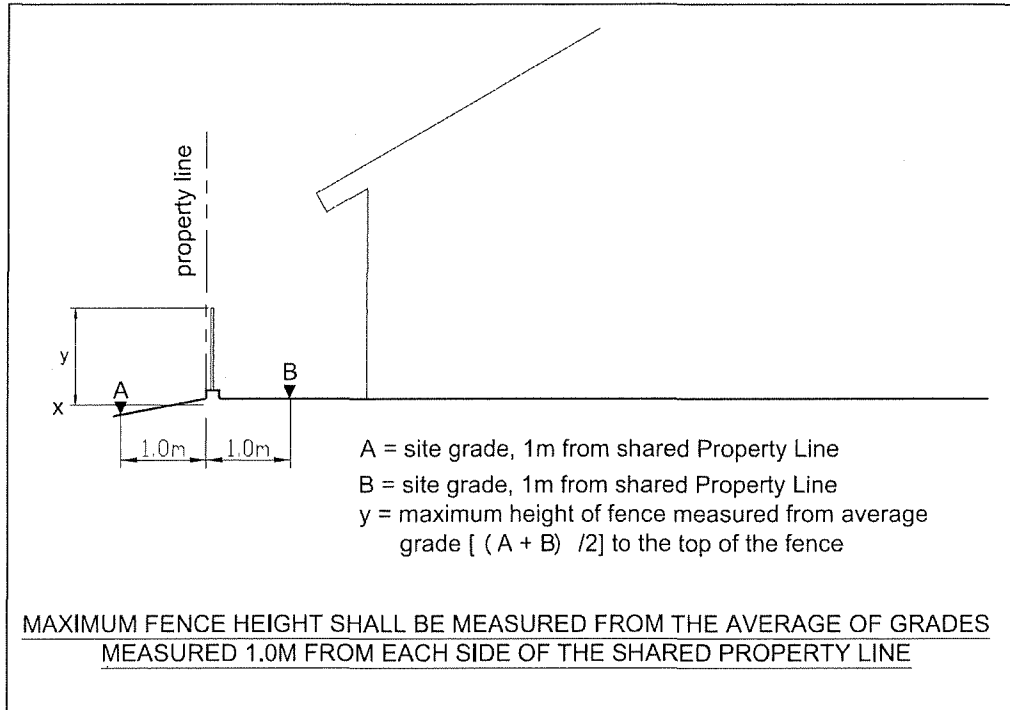 property line
y
A
B
x
1.0m
1.0m
A = site grade, 1m from shared Property Line
B = site grade, 1m from shared Property Line
y = maximum height of fence measured from average
grade [ ( A + B) /2] to the top of the fence
MAXIMUM FENCE HEIGHT SHALL BE MEASURED FROM THE AVERAGE OF GRADES
MEASURED 1.0M FROM EACH SIDE OF THE SHARED PROPERTY LINE